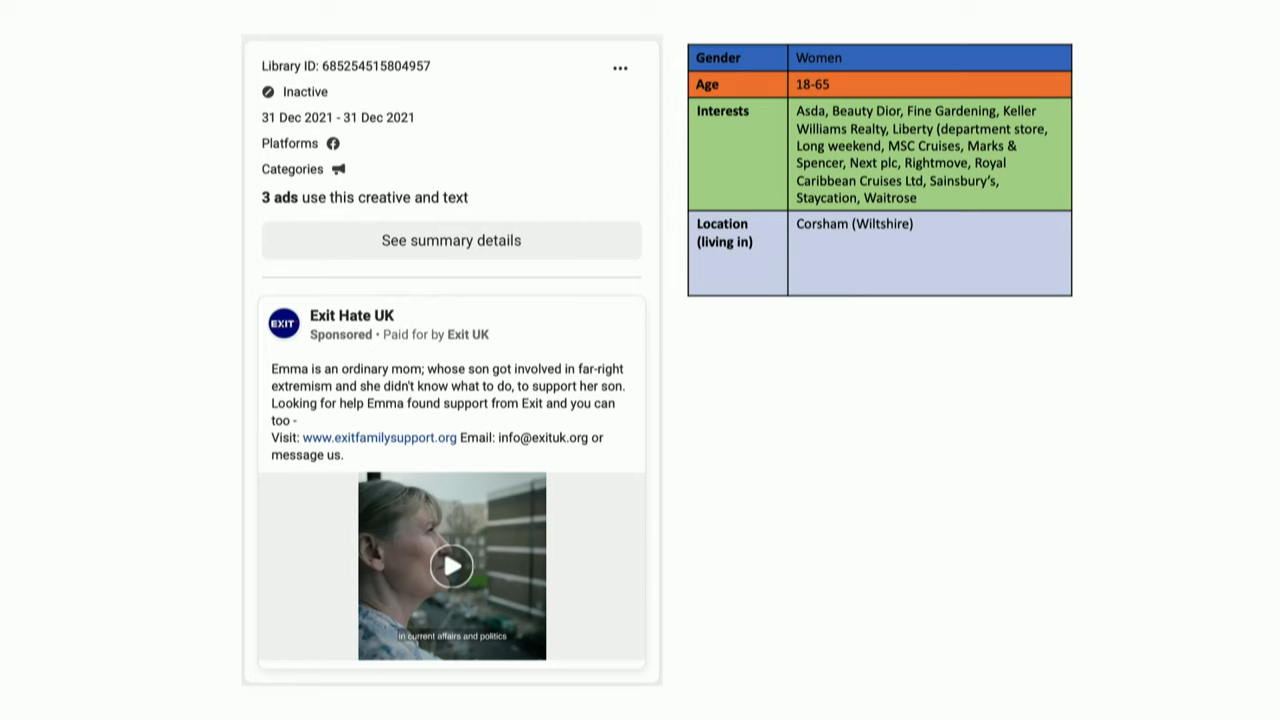 Library ID: 685254515804957
Inactive
31 Dec 2021 - 31 Dec 2021
Platforms
Categories
3 ads use this creative and text
See summary details
EXIT
Exit Hate UK
Sponsored • Paid for by Exit UK
Emma is an ordinary mom; whose son got involved in far-right
extremism and she didn't know what to do, to support her son.
Looking for help Emma found support from Exit and you can
too -
Visit: www.exitfamilysupport.org Email: info@exituk.org or
message us.
in current affairs and politics
Gender Women
Age 18-65
Interests Asda, Beauty Dior, Fine Gardening, Keller
Williams Realty, Liberty (department store,
Long weekend, MSC Cruises, Marks &
Spencer, Next plc, Rightmove, Royal
Caribbean Cruises Ltd, Sainsbury's,
Staycation, Waitrose
Location Corsham (Wiltshire)
(living in)